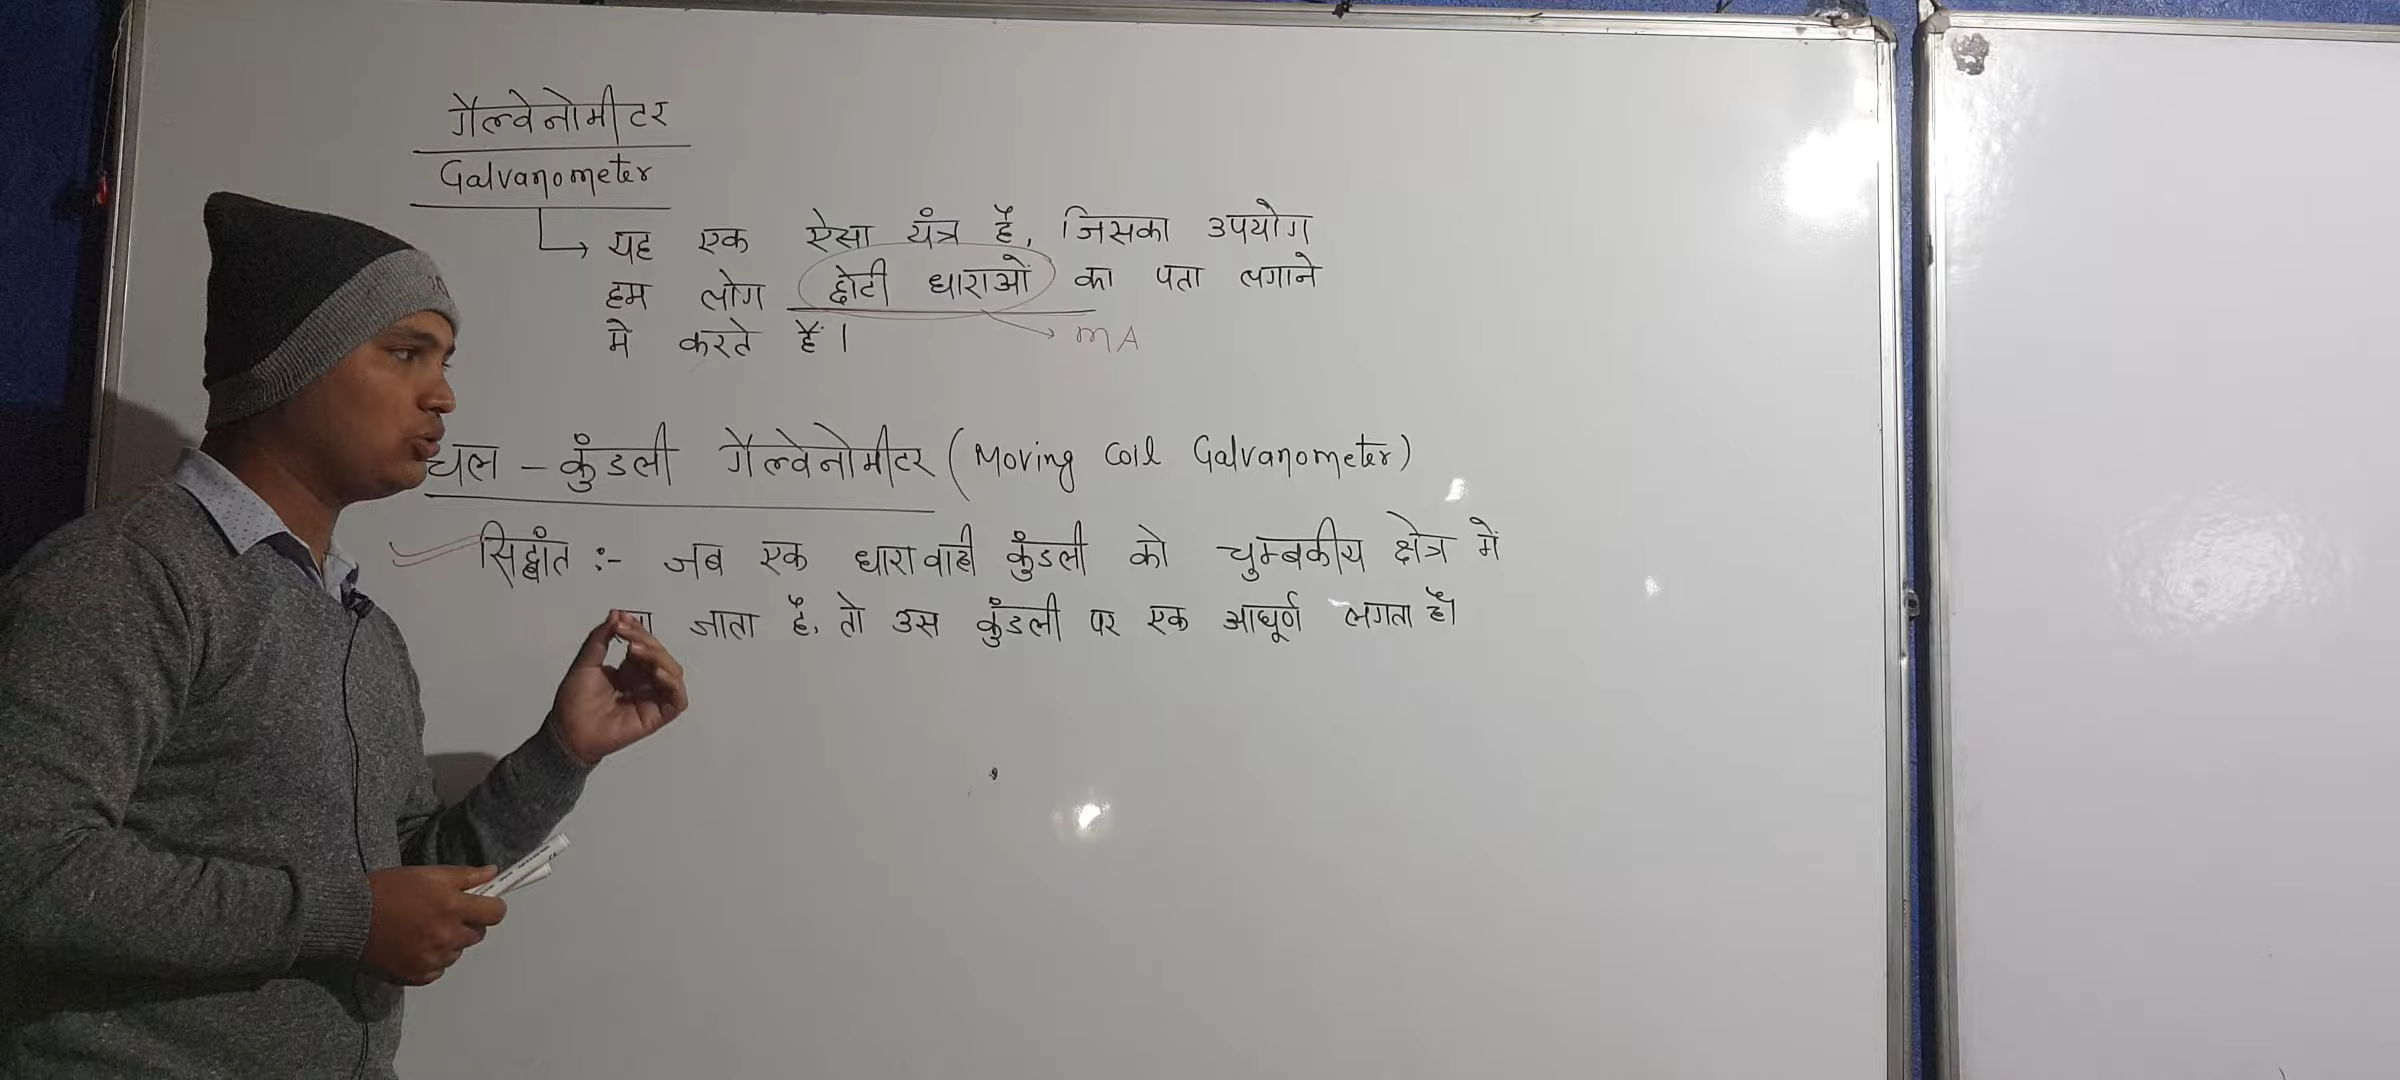 गैल्वेनोमीटर
Galvanometer
यह एक ऐसा यंत्र है, जिसका उपयोग
हम लोग छोटी धाराओं का पता लगाने
मे करते हैं।
mA
चल - कुंडली गैल्वेनोमीटर (Moving Coil Galvanometer)
सिद्धांत :- जब एक धारावाही कुंडली को चुम्बकीय क्षेत्र में
जाता है, तो उस कुंडली पर एक आघूर्ण लगता है।